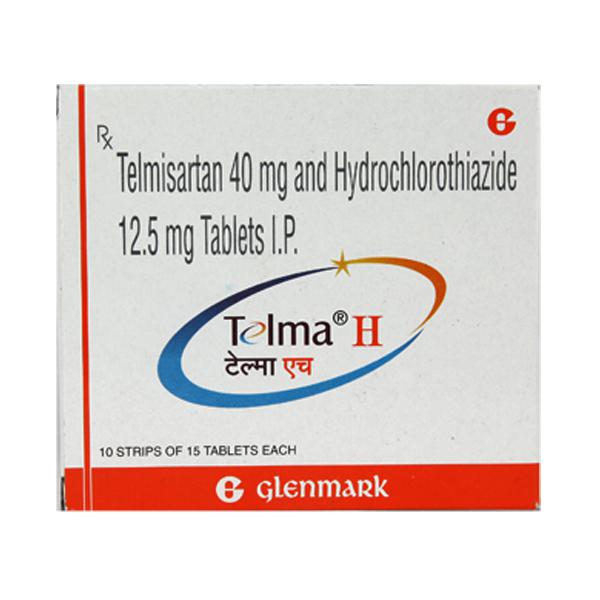 Rx
Telmisartan 40 mg and Hydrochlorothiazide
12.5 mg Tablets I.P.
Telma® H
टेल्मा एच
10 STRIPS OF 15 TABLETS EACH
G GLENMARK